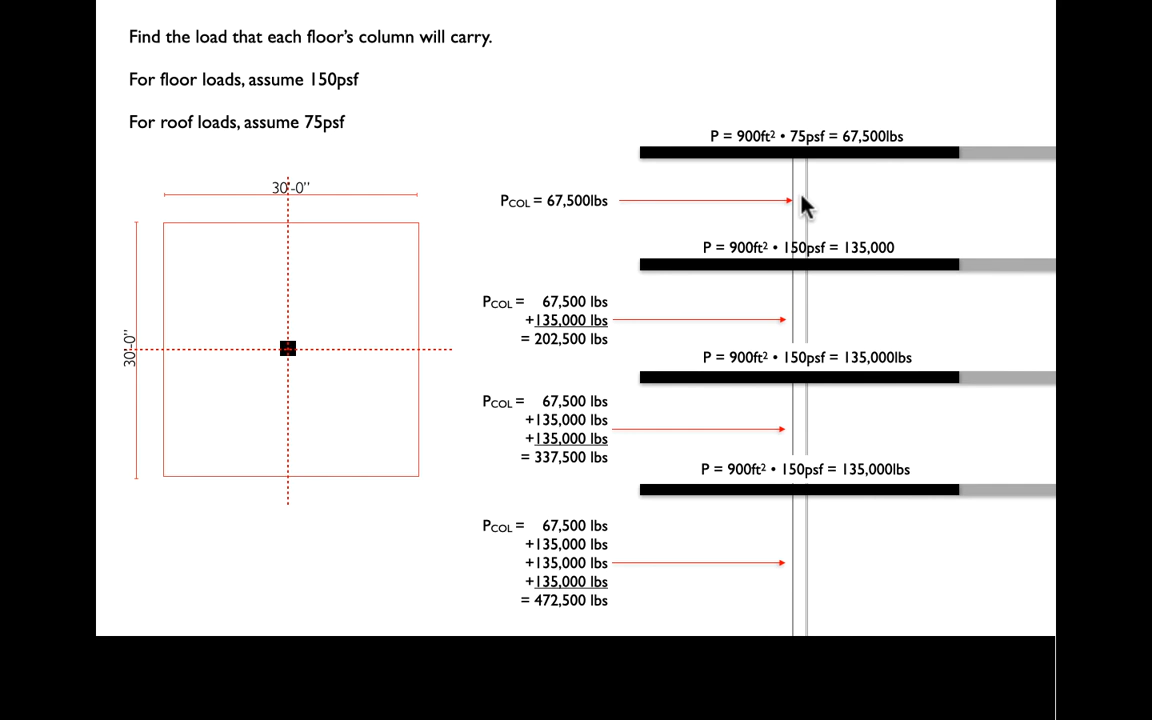 Find the load that each floor’s column will carry.
For floor loads, assume 150psf
For roof loads, assume 75psf
30'-0”
30'-0”
P = 900ft² • 75psf = 67,500lbs
PCOL = 67,500lbs
P = 900ft² • 150psf = 135,000
PCOL = 67,500 lbs
+135,000 lbs
= 202,500 lbs
P = 900ft² • 150psf = 135,000lbs
PCOL = 67,500 lbs
+135,000 lbs
+135,000 lbs
= 337,500 lbs
P = 900ft² • 150psf = 135,000lbs
PCOL = 67,500 lbs
+135,000 lbs
+135,000 lbs
+135,000 lbs
= 472,500 lbs